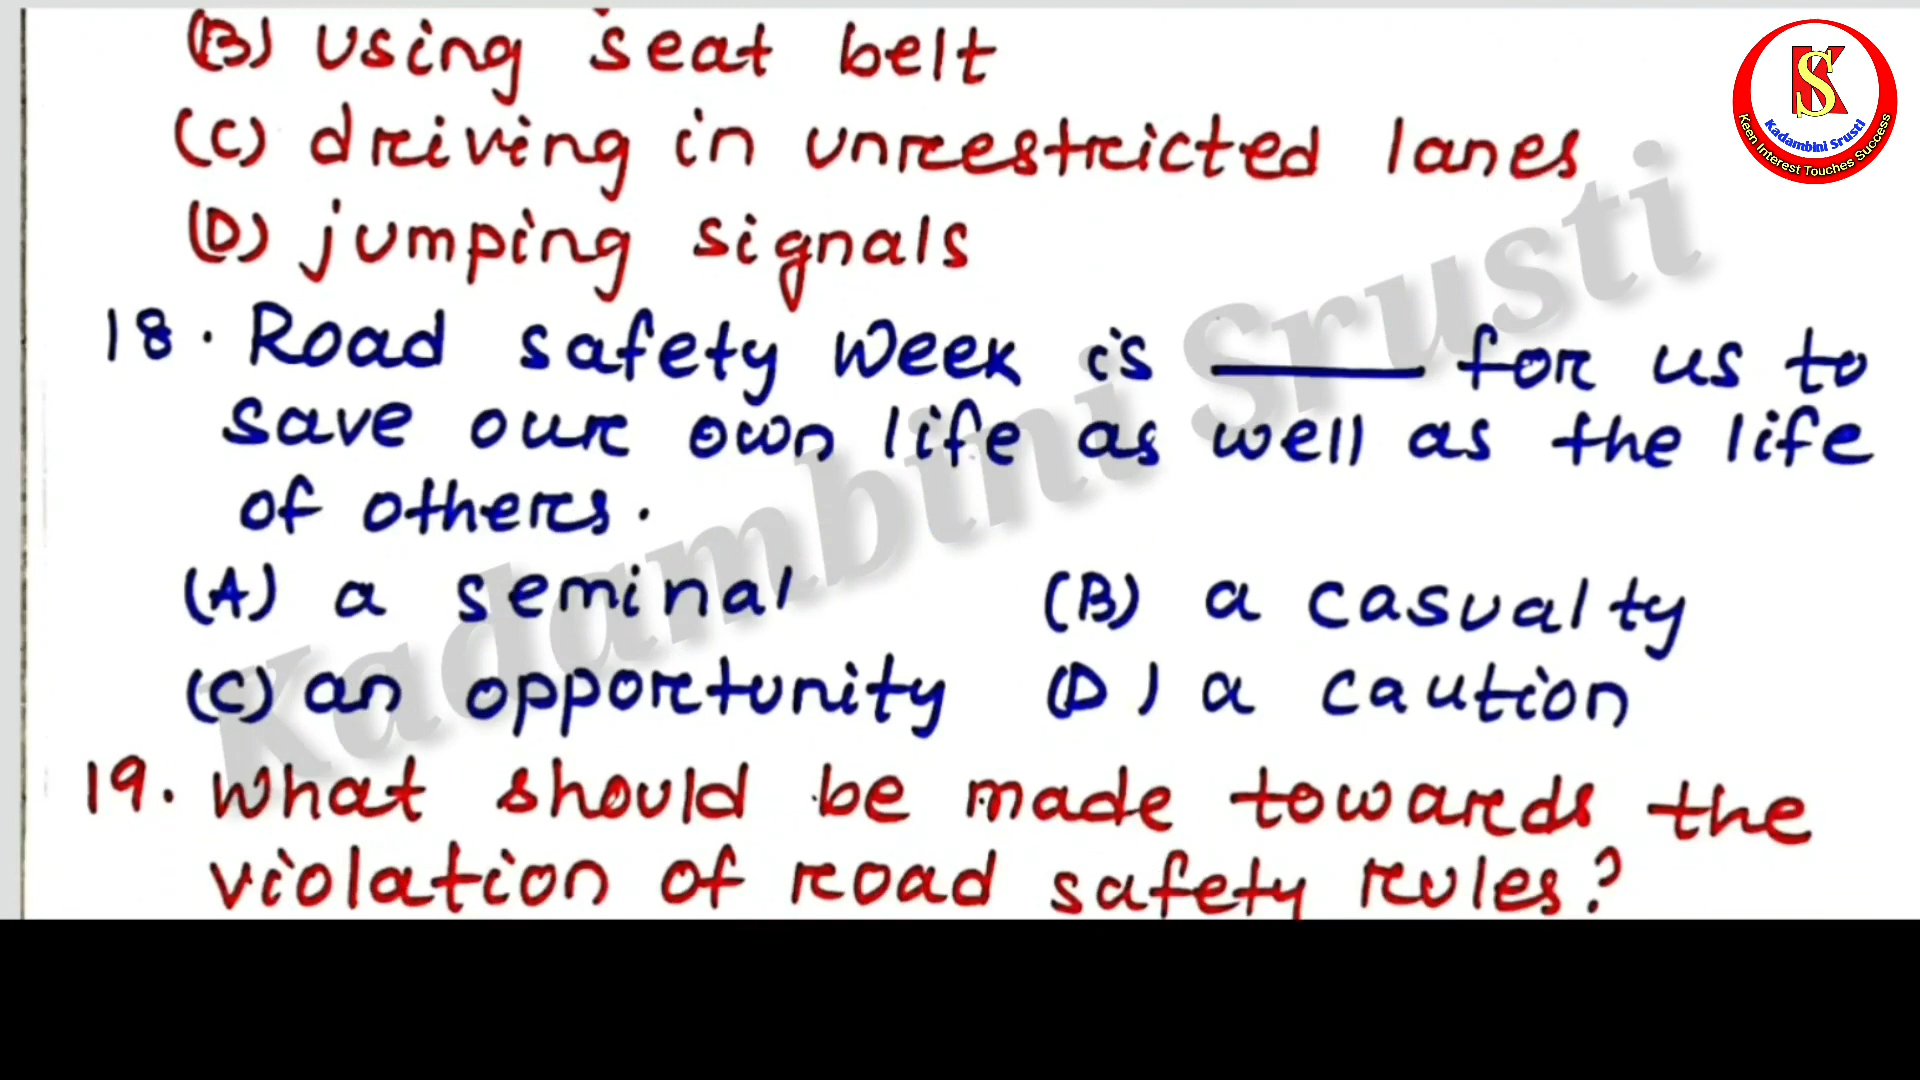 (B) using seat belt
(C) driving in unrestricted lanes
(D) jumping signals
18. Road safety week is ______ for us to
save our own life as well as the life
of others.
(A) a seminal (B) a casualty
(C) an opportunity (D) a caution
19. What should be made towards the
violation of road safety rules?
Kadambini Srusti
KS
Kadambini Srusti
Keen Interest Touches Success